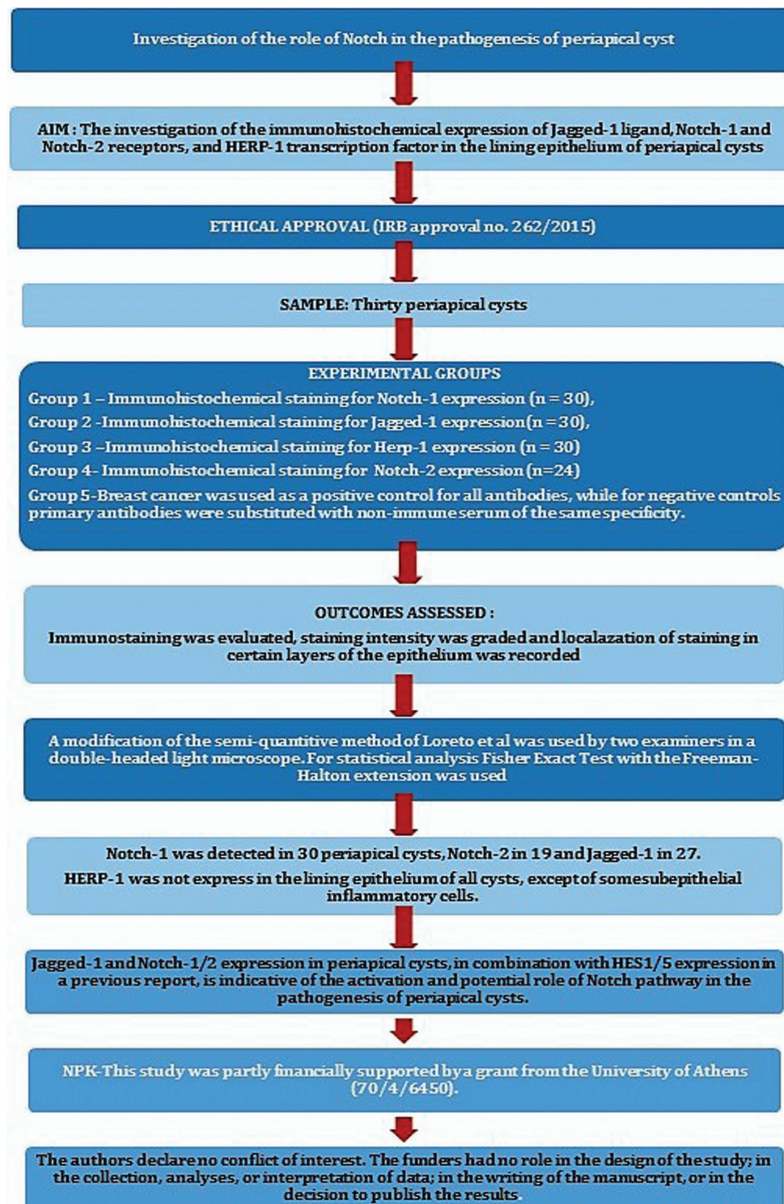 Investigation of the role of Notch in the pathogenesis of periapical cyst
AIM : The investigation of the immunohistochemical expression of Jagged-1 ligand, Notch-1 and
Notch-2 receptors, and HERP-1 transcription factor in the lining epithelium of periapical cysts
ETHICAL APPROVAL (IRB approval no. 262/2015)
SAMPLE: Thirty periapical cysts
EXPERIMENTAL GROUPS
Group 1 – Immunohistochemical staining for Notch-1 expression (n = 30),
Group 2 -Immunohistochemical staining for Jagged-1 expression (n = 30),
Group 3 –Immunohistochemical staining for Herp-1 expression (n = 30)
Group 4- Immunohistochemical staining for Notch-2 expression (n=24)
Group 5-Breast cancer was used as a positive control for all antibodies, while for negative controls
primary antibodies were substituted with non-immune serum of the same specificity.
OUTCOMES ASSESSED :
Immunostaining was evaluated, staining intensity was graded and localazation of staining in
certain layers of the epithelium was recorded
A modification of the semi-quantitive method of Loreto et al was used by two examiners in a
double-headed light microscope. For statistical analysis Fisher Exact Test with the Freeman-
Halton extension was used
Notch-1 was detected in 30 periapical cysts, Notch-2 in 19 and Jagged-1 in 27.
HERP-1 was not express in the lining epithelium of all cysts, except of somesubepithelial
inflammatory cells.
Jagged-1 and Notch-1/2 expression in periapical cysts, in combination with HES1/5 expression in
a previous report, is indicative of the activation and potential role of Notch pathway in the
pathogenesis of periapical cysts.
NPK-This study was partly financially supported by a grant from the University of Athens
(70/4/6450).
The authors declare no conflict of interest. The funders had no role in the design of the study; in
the collection, analyses, or interpretation of data; in the writing of the manuscript, or in the
decision to publish the results.